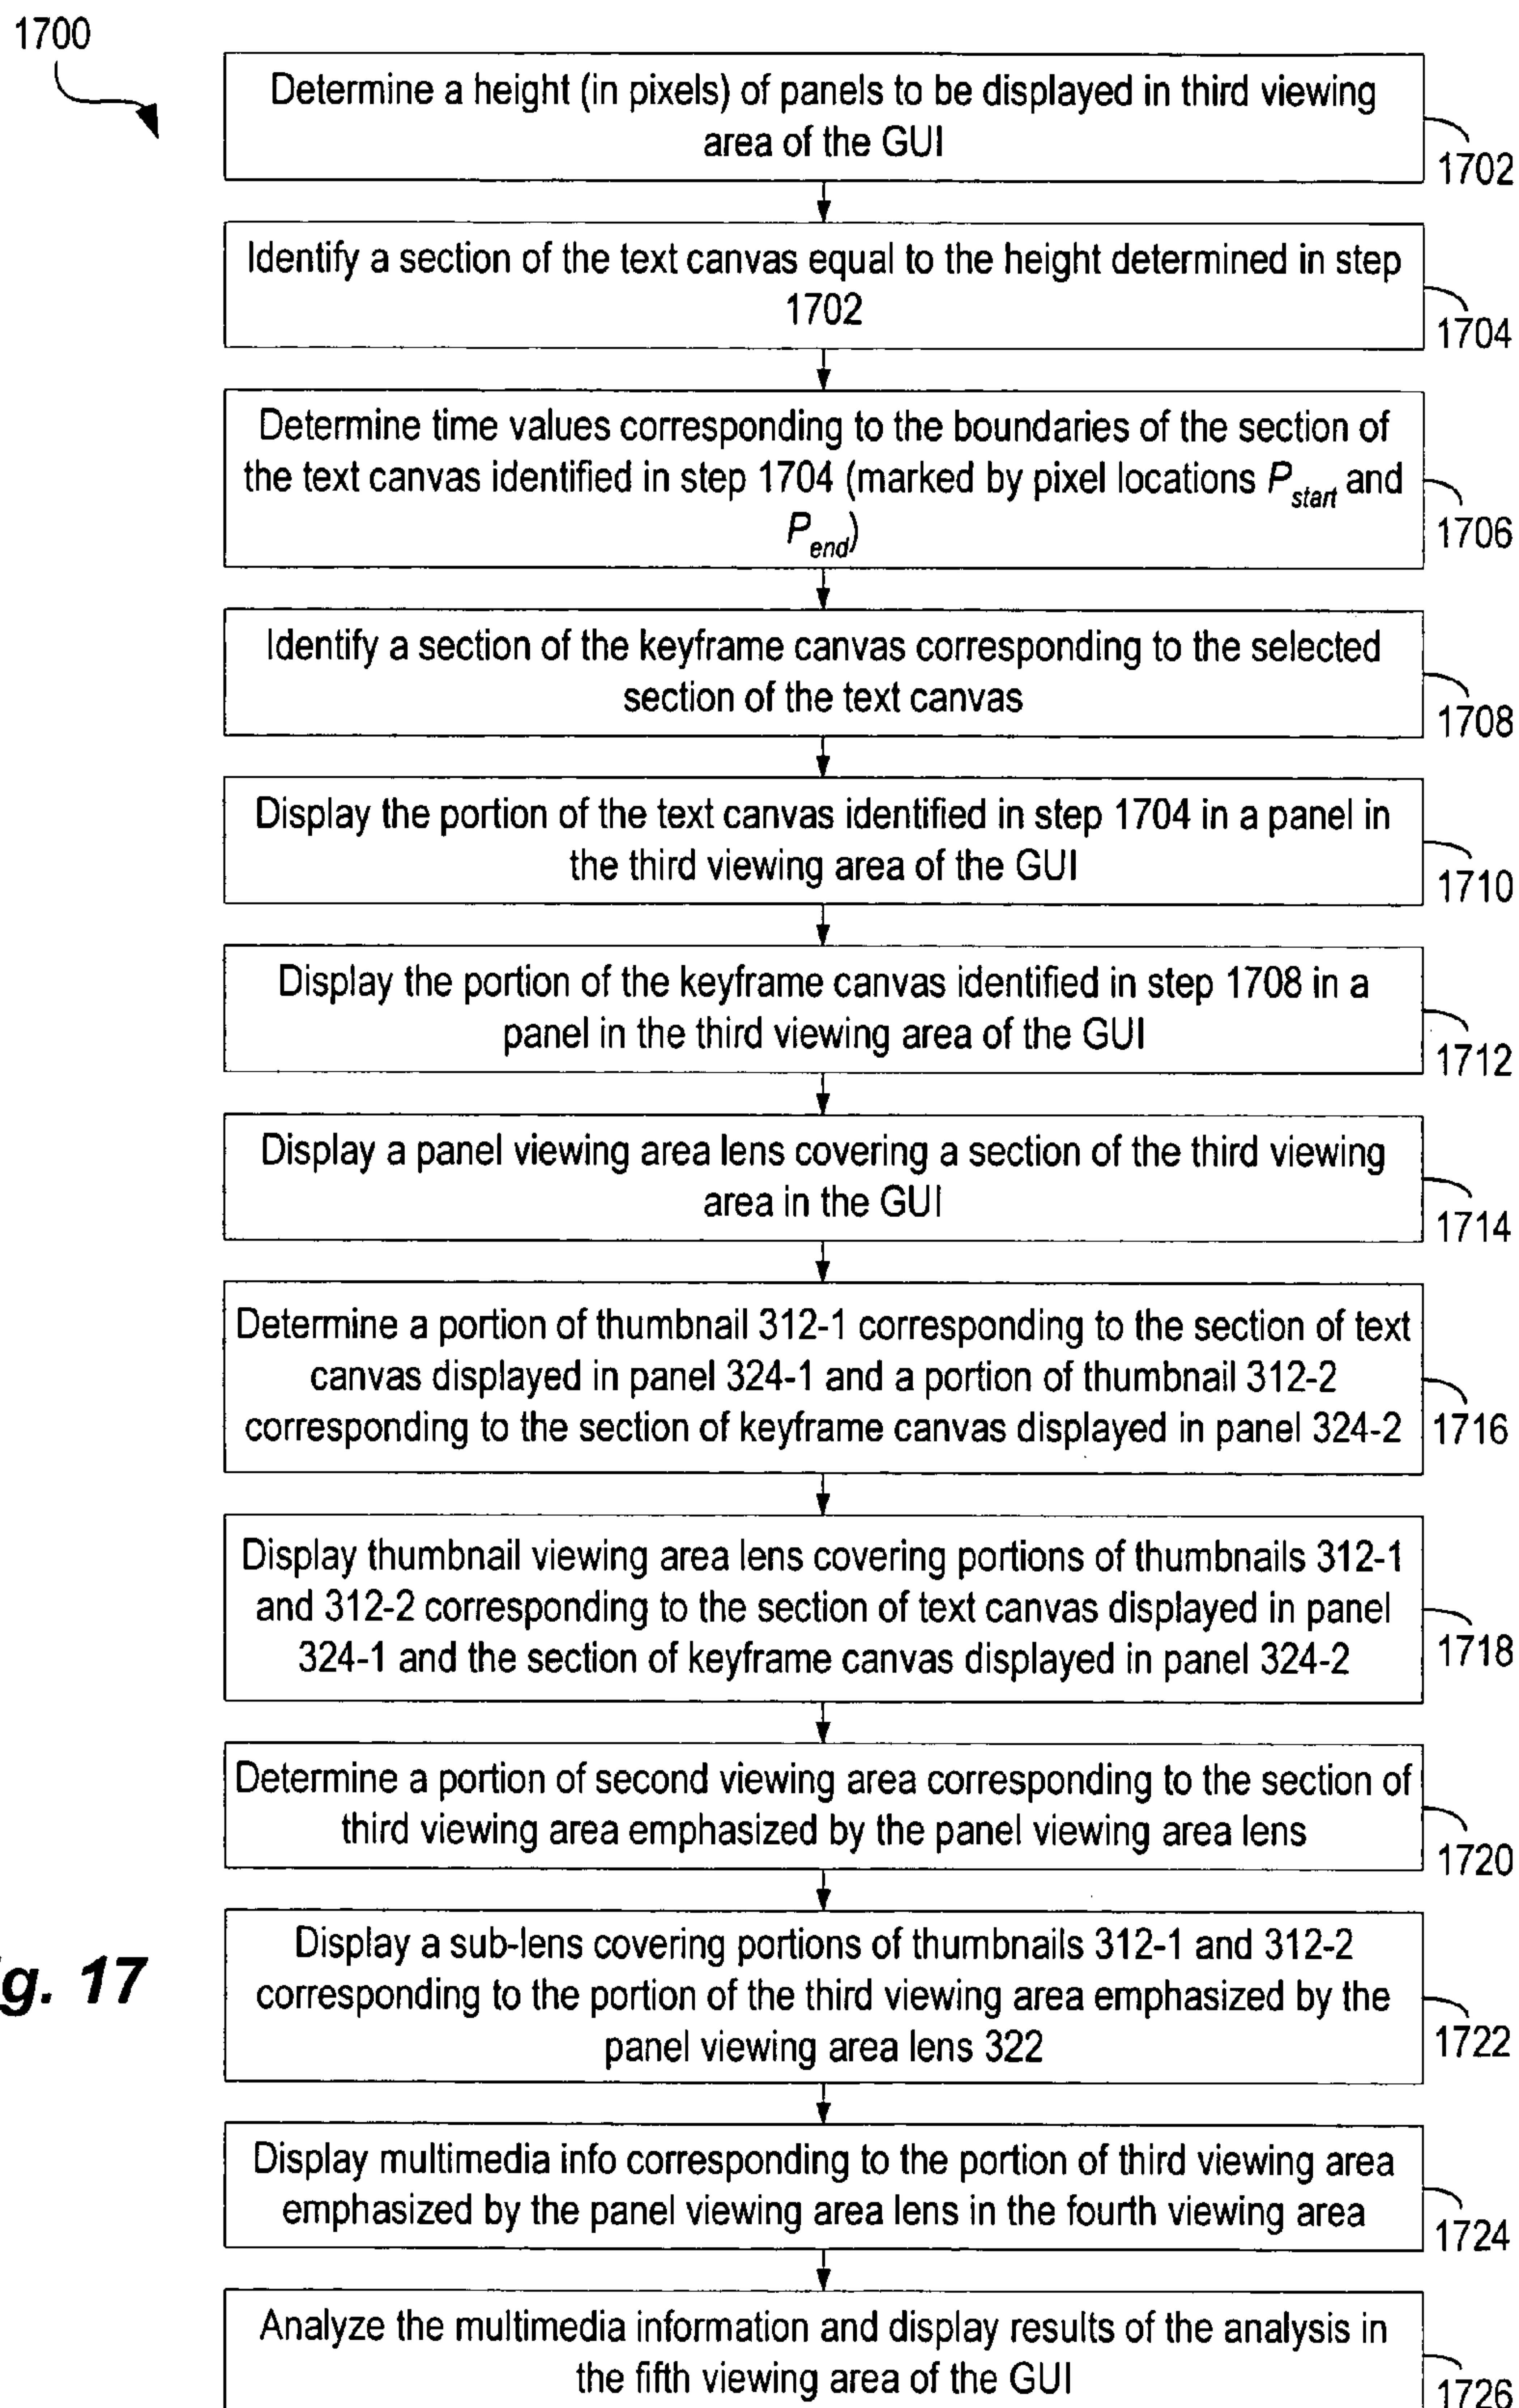 1700
Determine a height (in pixels) of panels to be displayed in third viewing
area of the GUI
1702
Identify a section of the text canvas equal to the height determined in step
1702
1704
Determine time values corresponding to the boundaries of the section of
the text canvas identified in step 1704 (marked by pixel locations Pstart and
Pend)
1706
Identify a section of the keyframe canvas corresponding to the selected
section of the text canvas
1708
Display the portion of the text canvas identified in step 1704 in a panel in
the third viewing area of the GUI
1710
Display the portion of the keyframe canvas identified in step 1708 in a
panel in the third viewing area of the GUI
1712
Display a panel viewing area lens covering a section of the third viewing
area in the GUI
1714
Determine a portion of thumbnail 312-1 corresponding to the section of text
canvas displayed in panel 324-1 and a portion of thumbnail 312-2
corresponding to the section of keyframe canvas displayed in panel 324-2
1716
Display thumbnail viewing area lens covering portions of thumbnails 312-1
and 312-2 corresponding to the section of text canvas displayed in panel
324-1 and the section of keyframe canvas displayed in panel 324-2
1718
Determine a portion of second viewing area corresponding to the section of
third viewing area emphasized by the panel viewing area lens
1720
Display a sub-lens covering portions of thumbnails 312-1 and 312-2
corresponding to the portion of the third viewing area emphasized by the
panel viewing area lens 322
1722
g. 17
Display multimedia info corresponding to the portion of third viewing area
emphasized by the panel viewing area lens in the fourth viewing area
1724
Analyze the multimedia information and display results of the analysis in
the fifth viewing area of the GUI
1726